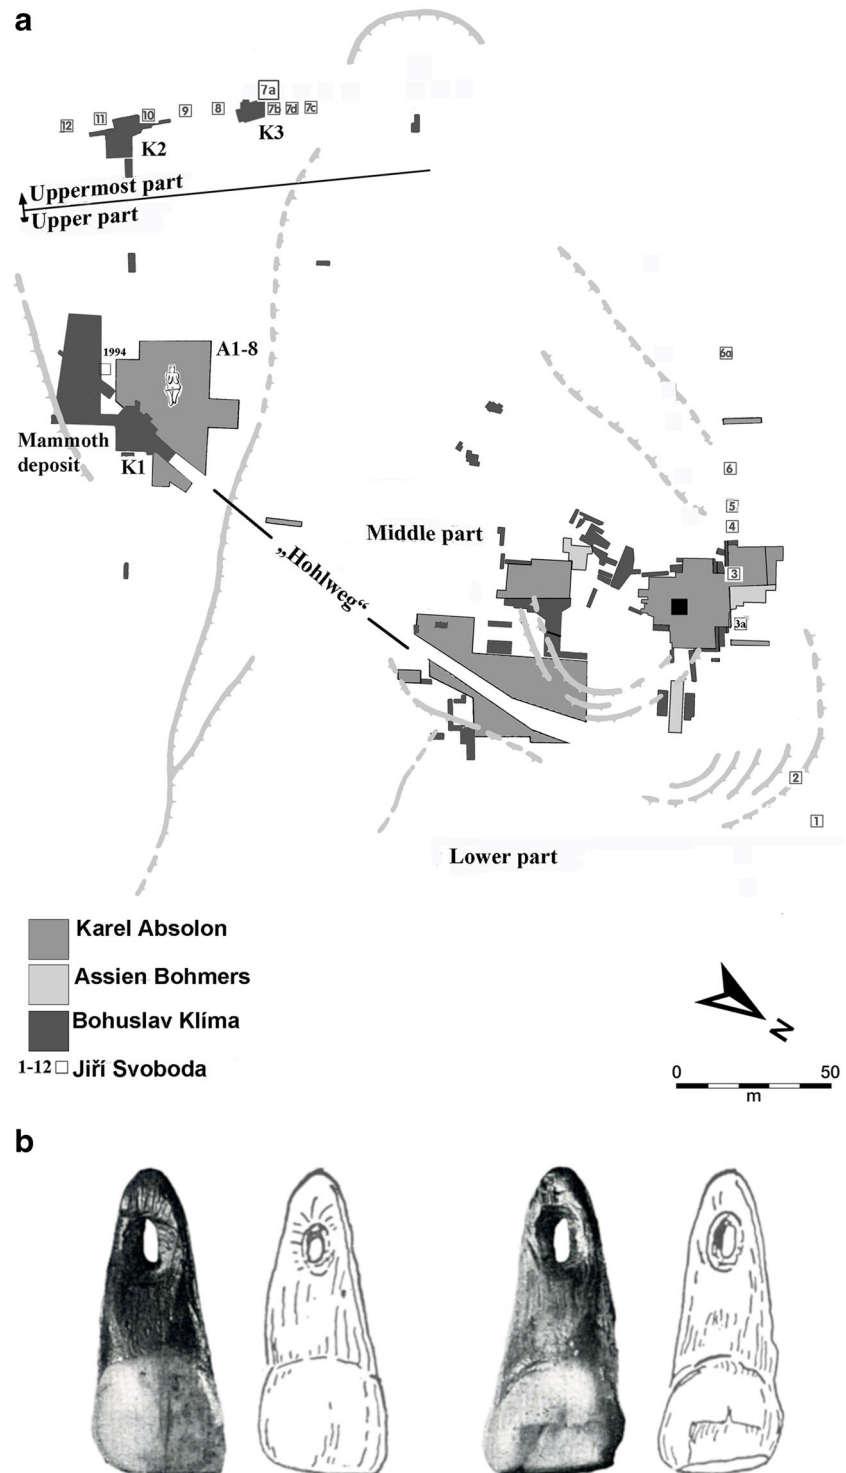 a
7a
12
11
10
9
8
7b
7d
7c
K2
K3
Uppermost part
Upper part
1994
A1-8
6a
Mammoth
deposit
K1
6
5
4
Middle part
3
„Hohlweg“
3a
2
1
Lower part
Karel Absolon
Assien Bohmers
Bohuslav Klíma
1-12 Jiří Svoboda
N
0 50
m
b